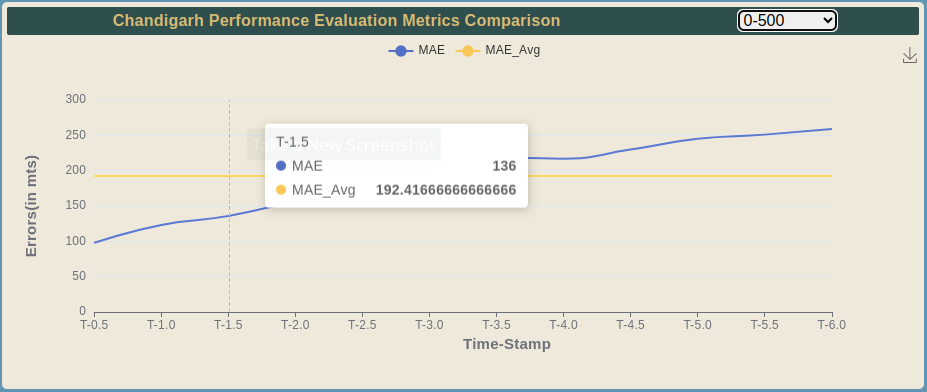 Chandigarh Performance Evaluation Metrics Comparison
0-500
MAE MAE_Avg
300
250
200
150
100
50
0
Errors(in mts)
T-1.5
MAE 136
MAE_Avg 192.41666666666666
New Screenshot
T-0.5 T-1.0 T-1.5 T-2.0 T-2.5 T-3.0 T-3.5 T-4.0 T-4.5 T-5.0 T-5.5 T-6.0
Time-Stamp